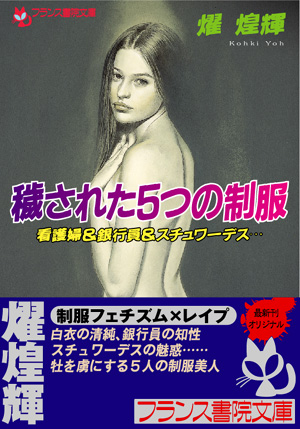 フランス書院文庫
燿 煌輝
Kohki Yoh
穢された5つの制服
看護婦&銀行員&スチュワーデス…
燿煌輝
制服フェチズム×レイプ
白衣の清純、銀行員の知性
スチュワーデスの魅惑……
牡を虜にする5人の制服美人
最新刊
オリジナル
フランス書院文庫